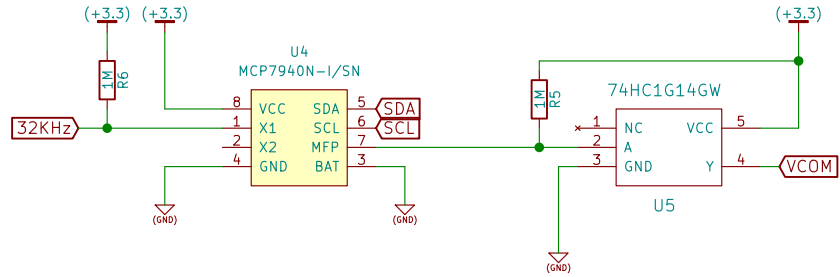 (+3.3) (+3.3) (+3.3)
U4
MCP7940N-I/SN
1M R6
1M R5
74HC1G14GW
8 VCC SDA 5 SDA
32KHz 1 X1 SCL 6 SCL
2 X2 MFP 7
4 GND BAT 3
1 NC VCC 5
2 A
3 GND Y 4 VCOM
U5
(GND) (GND)
(GND)